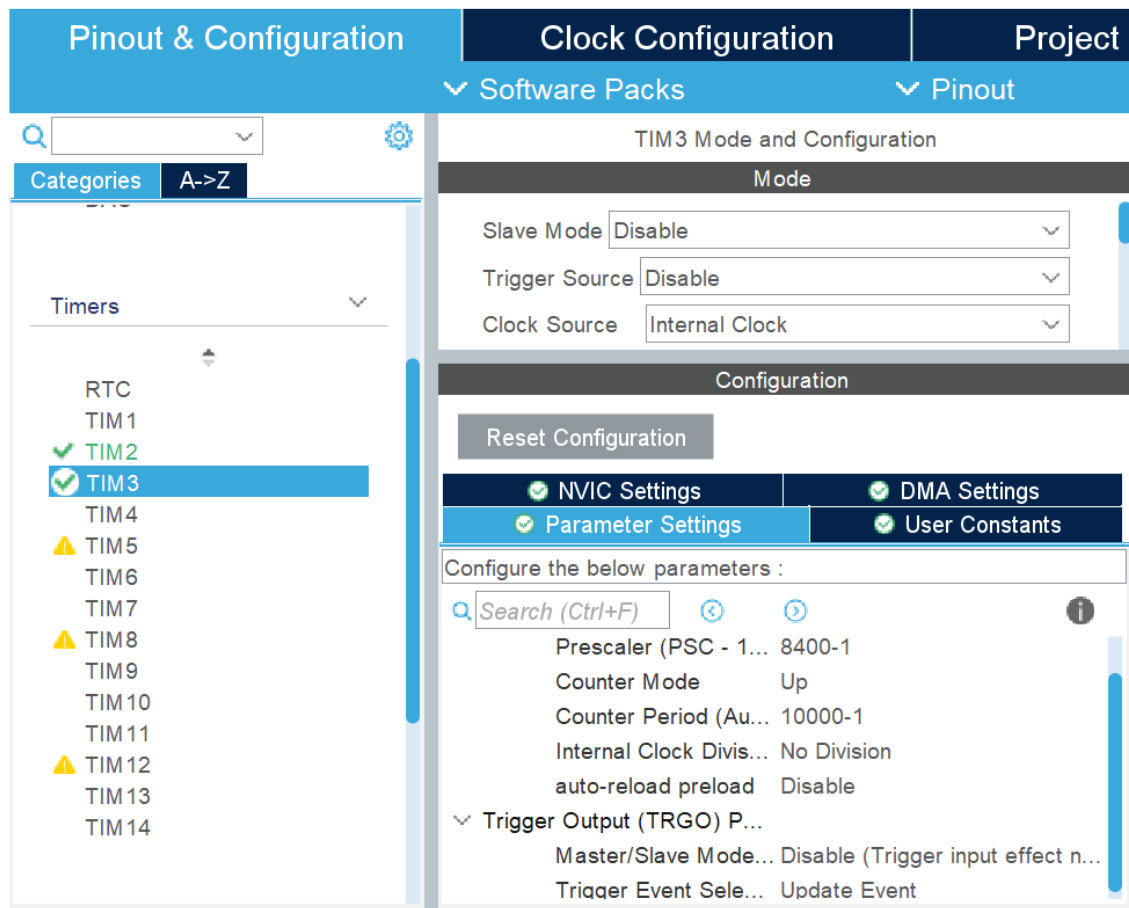 Pinout & Configuration
Clock Configuration
Project
Software Packs
Pinout
Categories
A->Z
Timers
RTC
TIM1
TIM2
TIM3
TIM4
TIM5
TIM6
TIM7
TIM8
TIM9
TIM10
TIM11
TIM12
TIM13
TIM14
TIM3 Mode and Configuration
Mode
Slave Mode Disable
Trigger Source Disable
Clock Source Internal Clock
Configuration
Reset Configuration
NVIC Settings
DMA Settings
Parameter Settings
User Constants
Configure the below parameters :
Search (Ctrl+F)
Prescaler (PSC - 1... 8400-1
Counter Mode Up
Counter Period (Au... 10000-1
Internal Clock Divis... No Division
auto-reload preload Disable
Trigger Output (TRGO) P...
Master/Slave Mode... Disable (Trigger input effect n...
Trigger Event Sele... Update Event